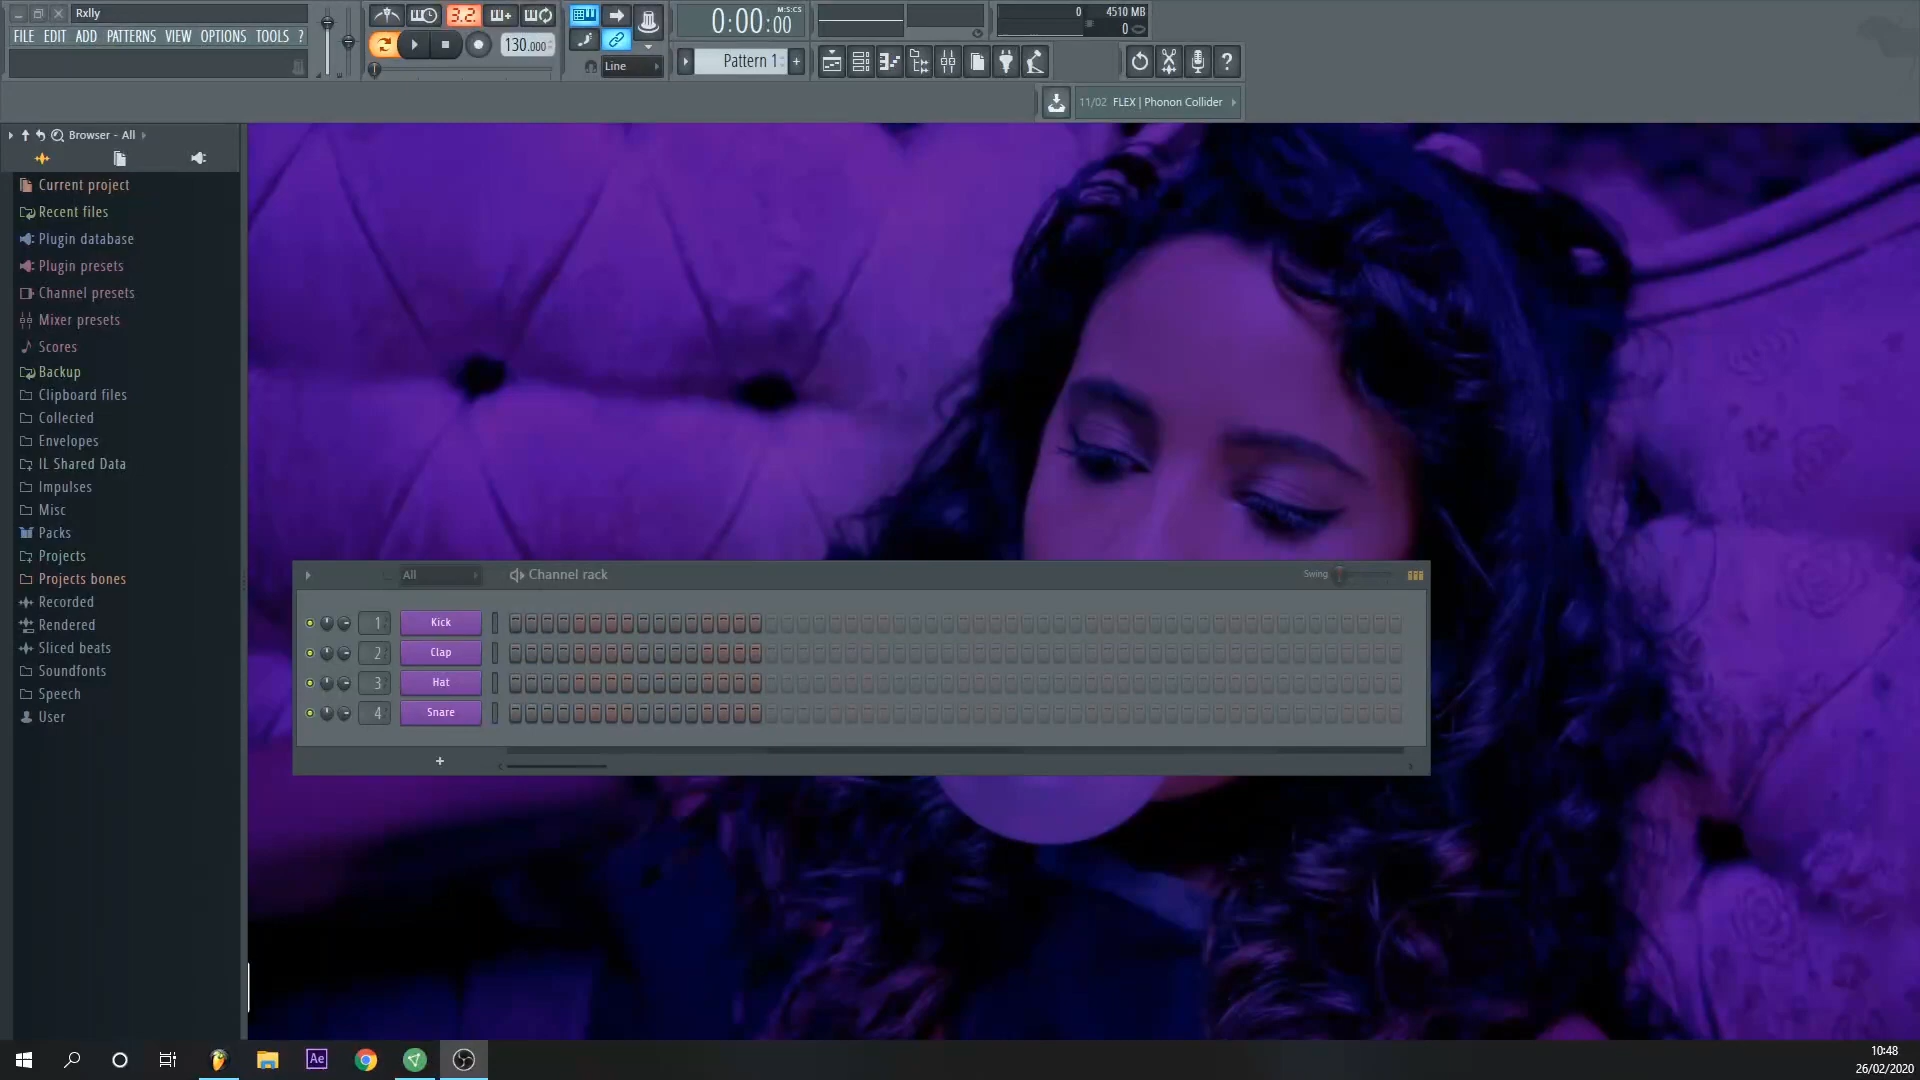 Rxlly
FILE EDIT ADD PATTERNS VIEW OPTIONS TOOLS ?
3.2.
130.000
Line
0:00:00
M:S:CS
Pattern 1
+
0
4510 MB
0
?
11/02 FLEX | Phonon Collider
Browser - All
Current project
Recent files
Plugin database
Plugin presets
Channel presets
Mixer presets
Scores
Backup
Clipboard files
Collected
Envelopes
IL Shared Data
Impulses
Misc
Packs
Projects
Projects bones
Recorded
Rendered
Sliced beats
Soundfonts
Speech
User
All
Channel rack
Swing
1 Kick
2 Clap
3 Hat
4 Snare
+
Ae
10:48
26/02/2020